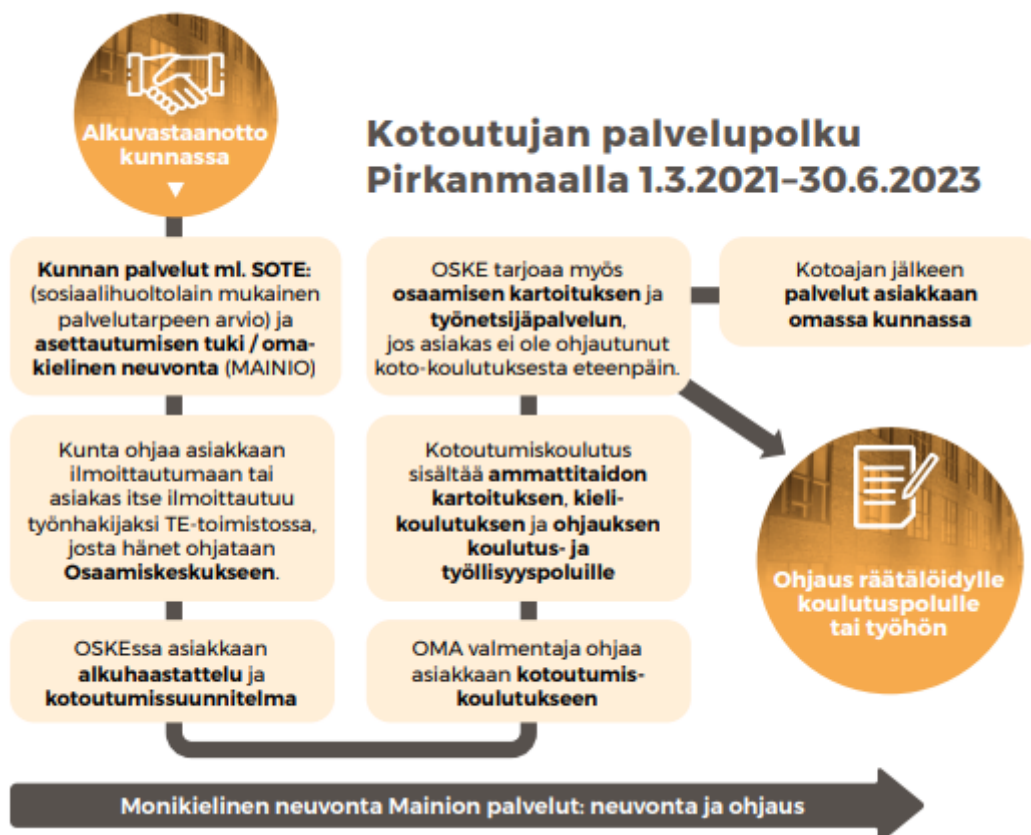 Alkuvastaanotto
kunnassa
Kotoutujan palvelupolku
Pirkanmaalla 1.3.2021–30.6.2023
Kunnan palvelut ml. SOTE:
(sosiaalihuoltolain mukainen
palvelutarpeen arvio) ja
asettautumisen tuki / oma-
kielinen neuvonta (MAINIO)
Kunta ohjaa asiakkaan
ilmoittautumaan tai
asiakas itse ilmoittautuu
työnhakijaksi TE-toimistossa,
josta hänet ohjataan
Osaamiskeskukseen.
OSKEssa asiakkaan
alkuhaastattelu ja
kotoutumissuunnitelma
OMA valmentaja ohjaa
asiakkaan kotoutumis-
koulutukseen
Kotoutumiskoulutus
sisältää ammattitaidon
kartoituksen, kieli-
koulutuksen ja ohjauksen
koulutus- ja
työllisyyspoluille
OSKE tarjoaa myös
osaamisen kartoituksen ja
työnetsijäpalvelun,
jos asiakas ei ole ohjautunut
koto-koulutuksesta eteenpäin.
Kotoajan jälkeen
palvelut asiakkaan
omassa kunnassa
Ohjaus räätälöidylle
koulutuspolulle
tai työhön
Monikielinen neuvonta Mainion palvelut: neuvonta ja ohjaus